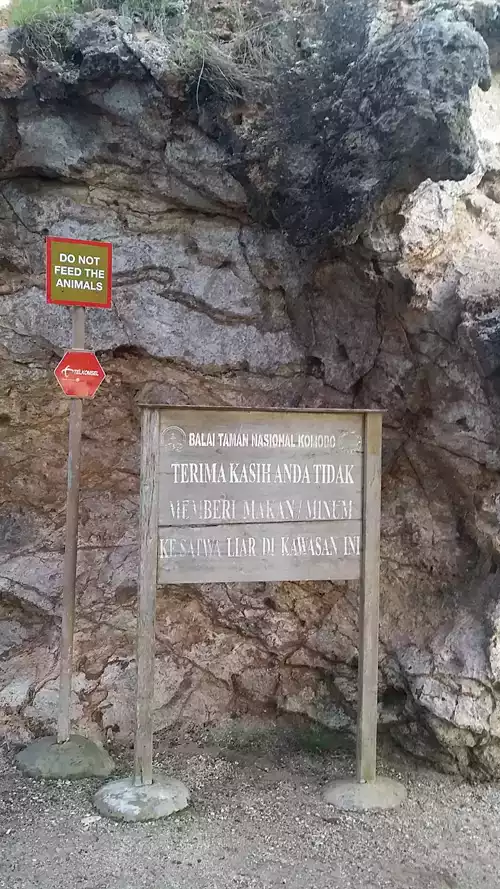 DO NOT
FEED THE
ANIMALS
TELKOMSEL
BALAI TAMAN NASIONAL KOMODO
TERIMA KASIH ANDA TIDAK
MEMBERI MAKAN / MINUM
KE SATWA LIAR DI KAWASAN INI